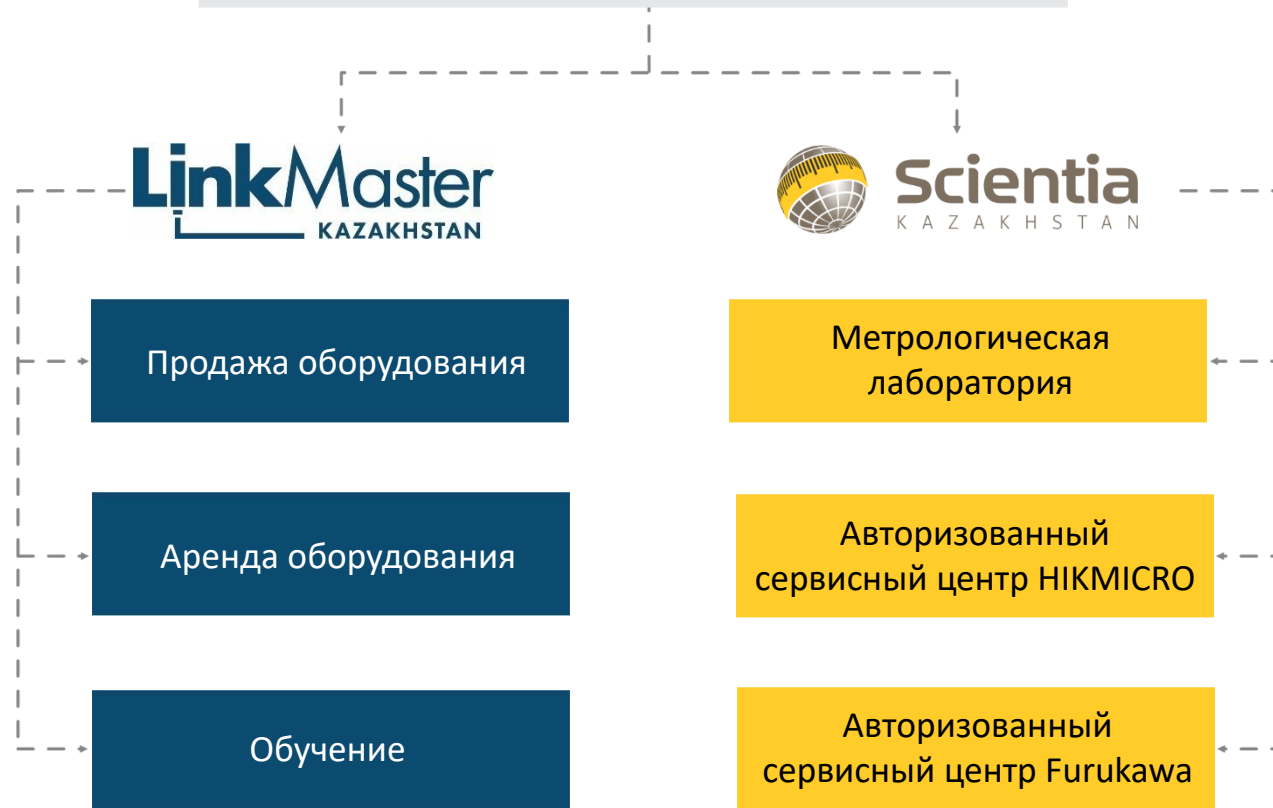 LinkMaster
KAZAKHSTAN
Scientia
KAZAKHSTAN
Продажа оборудования
Метрологическая
лаборатория
Аренда оборудования
Авторизованный
сервисный центр HIKMICRO
Обучение
Авторизованный
сервисный центр Furukawa